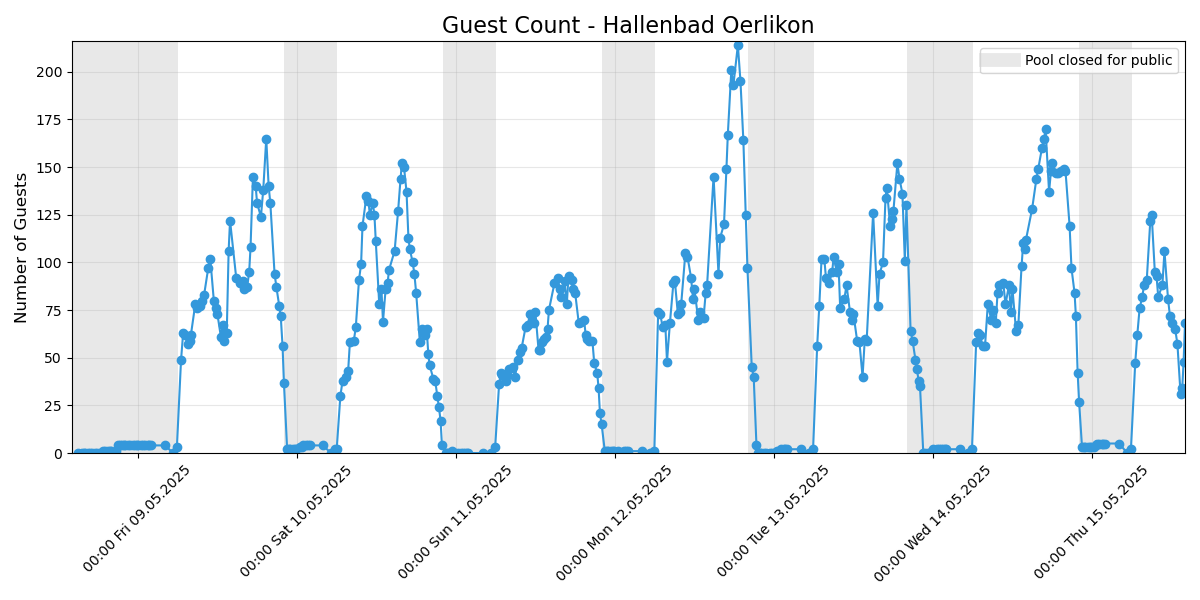 Guest Count - Hallenbad Oerlikon
Pool closed for public
Number of Guests
200
175
150
125
100
75
50
25
0
00:00 Fri 09.05.2025
00:00 Sat 10.05.2025
00:00 Sun 11.05.2025
00:00 Mon 12.05.2025
00:00 Tue 13.05.2025
00:00 Wed 14.05.2025
00:00 Thu 15.05.2025